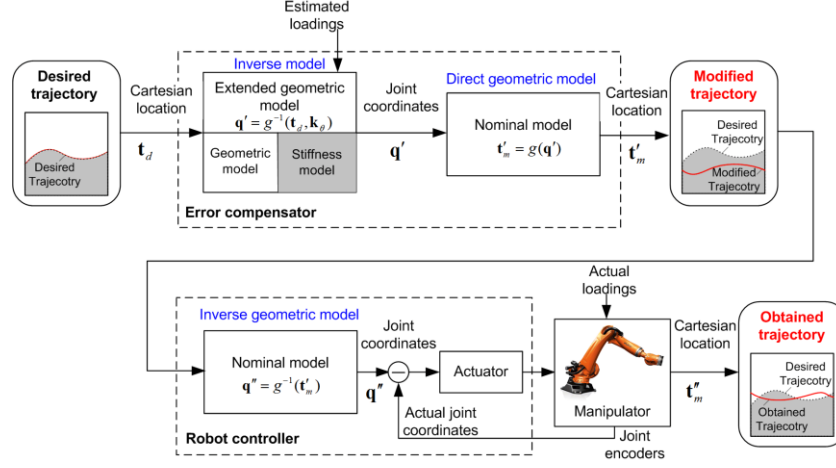 Estimated
loadings
Desired
trajectory
Desired
Trajecotry
Cartesian
location
t_d
Inverse model
Extended geometric
model
q′ = g⁻¹(t_d, k_θ)
Geometric
model
Stiffness
model
Error compensator
Joint
coordinates
q′
Direct geometric model
Nominal model
t′_m = g(q′)
Cartesian
location
t′_m
Modified
trajectory
Desired
Trajecotry
Modified
Trajecotry
Inverse geometric model
Nominal model
q″ = g⁻¹(t′_m)
Robot controller
Joint
coordinates
q″
Actual joint
coordinates
Actuator
Actual
loadings
Manipulator
Joint
encoders
Cartesian
location
t″_m
Obtained
trajectory
Desired
Trajecotry
Obtained
Trajecotry